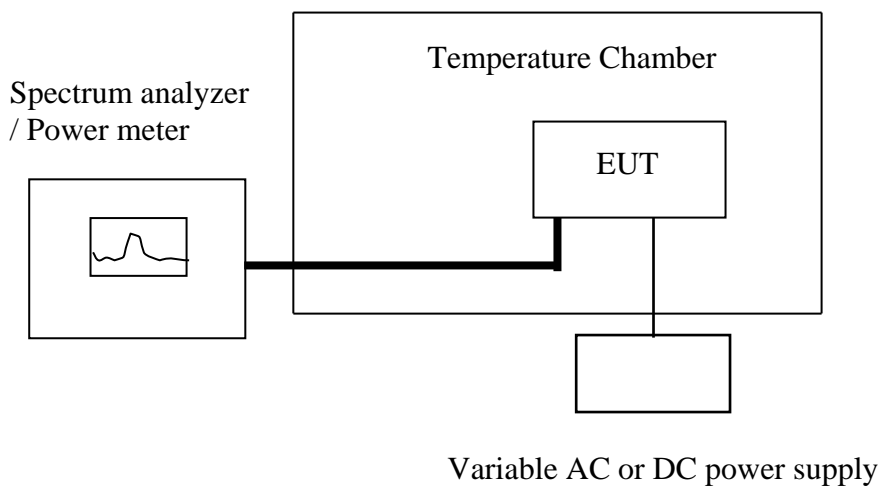 Temperature Chamber
Spectrum analyzer
/ Power meter
EUT
Variable AC or DC power supply